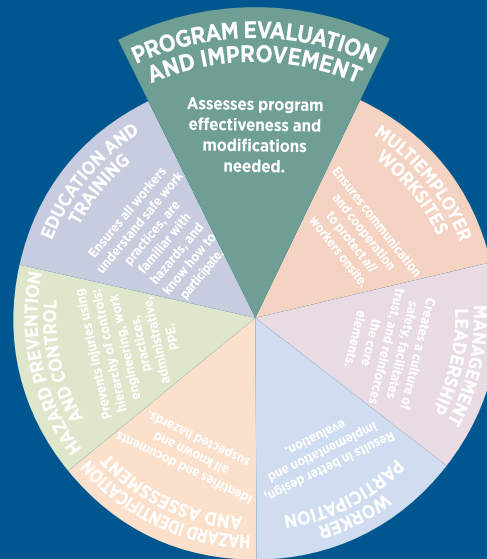 PROGRAM EVALUATION
AND IMPROVEMENT
Assesses program
effectiveness and
modifications
needed.
MULTIEMPLOYER
WORKSITES
Ensures communication
and cooperation
to protect all
workers onsite.
MANAGEMENT
LEADERSHIP
Creates a culture of
safety, facilitates
trust, and reinforces
the core
elements.
WORKER
PARTICIPATION
Results in better design,
implementation and
evaluation.
HAZARD IDENTIFICATION
AND ASSESSMENT
Identifies and documents
all known and
suspected hazards.
HAZARD PREVENTION
AND CONTROL
Prevents injuries using
hierarchy of controls:
engineering, work
practices,
administrative,
PPE.
EDUCATION AND
TRAINING
Ensures all workers
understand safe work
practices, are
familiar with
hazards, and
know how to
participate.